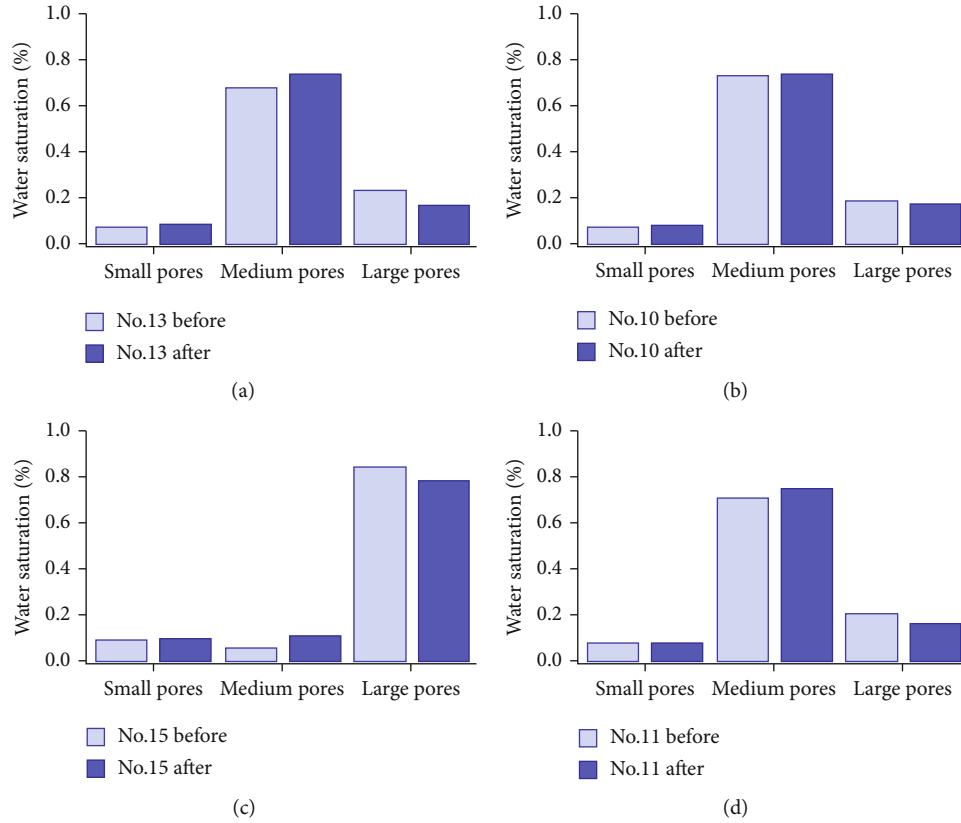 Water saturation (%)
1.0
0.8
0.6
0.4
0.2
0.0
Small pores Medium pores Large pores
No.13 before
No.13 after
(a)
Water saturation (%)
1.0
0.8
0.6
0.4
0.2
0.0
Small pores Medium pores Large pores
No.10 before
No.10 after
(b)
Water saturation (%)
1.0
0.8
0.6
0.4
0.2
0.0
Small pores Medium pores Large pores
No.15 before
No.15 after
(c)
Water saturation (%)
1.0
0.8
0.6
0.4
0.2
0.0
Small pores Medium pores Large pores
No.11 before
No.11 after
(d)